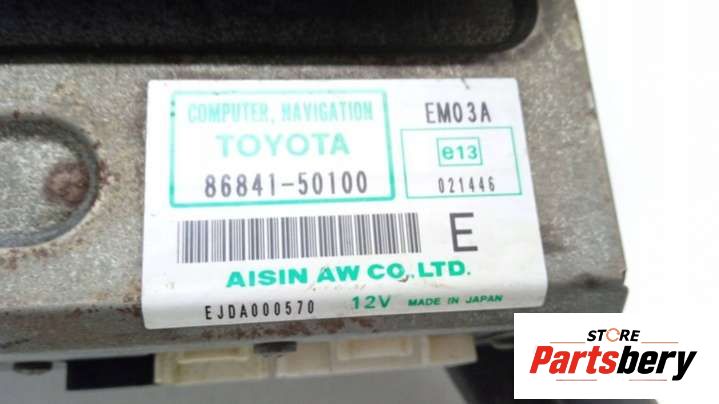 COMPUTER, NAVIGATION
TOYOTA
86841-50100
EM03A
e13
021446
E
AISIN AW CO., LTD.
EJDA000570 12V MADE IN JAPAN
STORE
Partsbery